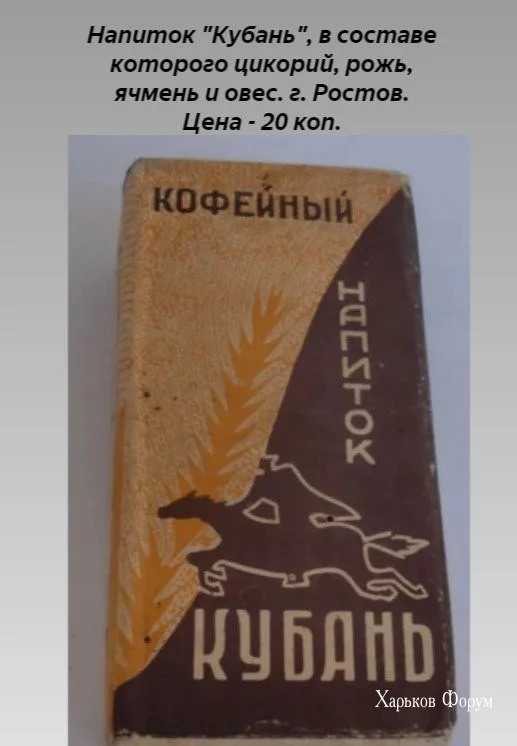 Напиток "Кубань", в составе
которого цикорий, рожь,
ячмень и овес. г. Ростов.
Цена - 20 коп.
КОФЕЙНЫЙ
НАПИТОК
КУБАНЬ
Харьков Форум